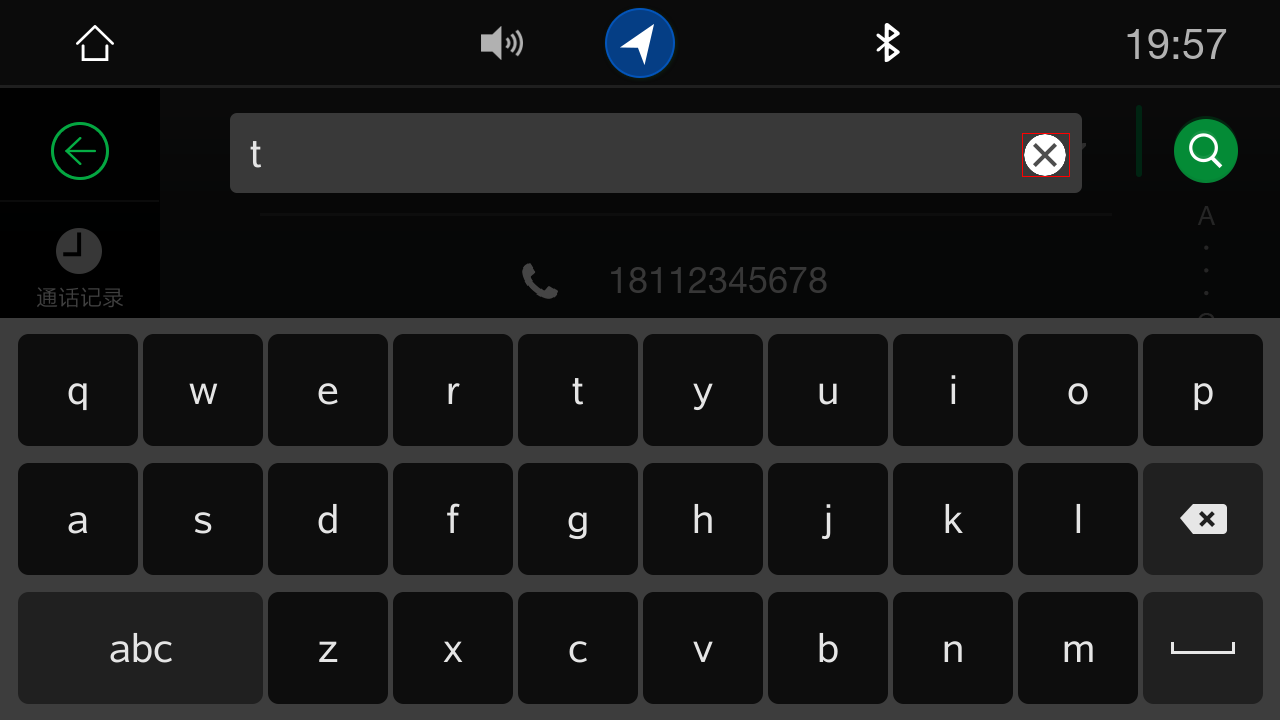 19:57
t
A
18112345678
通话记录
q w e r t y u i o p
a s d f g h j k l
abc z x c v b n m